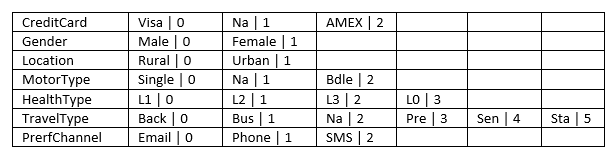 CreditCard Visa | 0 Na | 1 AMEX | 2
Gender Male | 0 Female | 1
Location Rural | 0 Urban | 1
MotorType Single | 0 Na | 1 Bdle | 2
HealthType L1 | 0 L2 | 1 L3 | 2 L0 | 3
TravelType Back | 0 Bus | 1 Na | 2 Pre | 3 Sen | 4 Sta | 5
PrerfChannel Email | 0 Phone | 1 SMS | 2